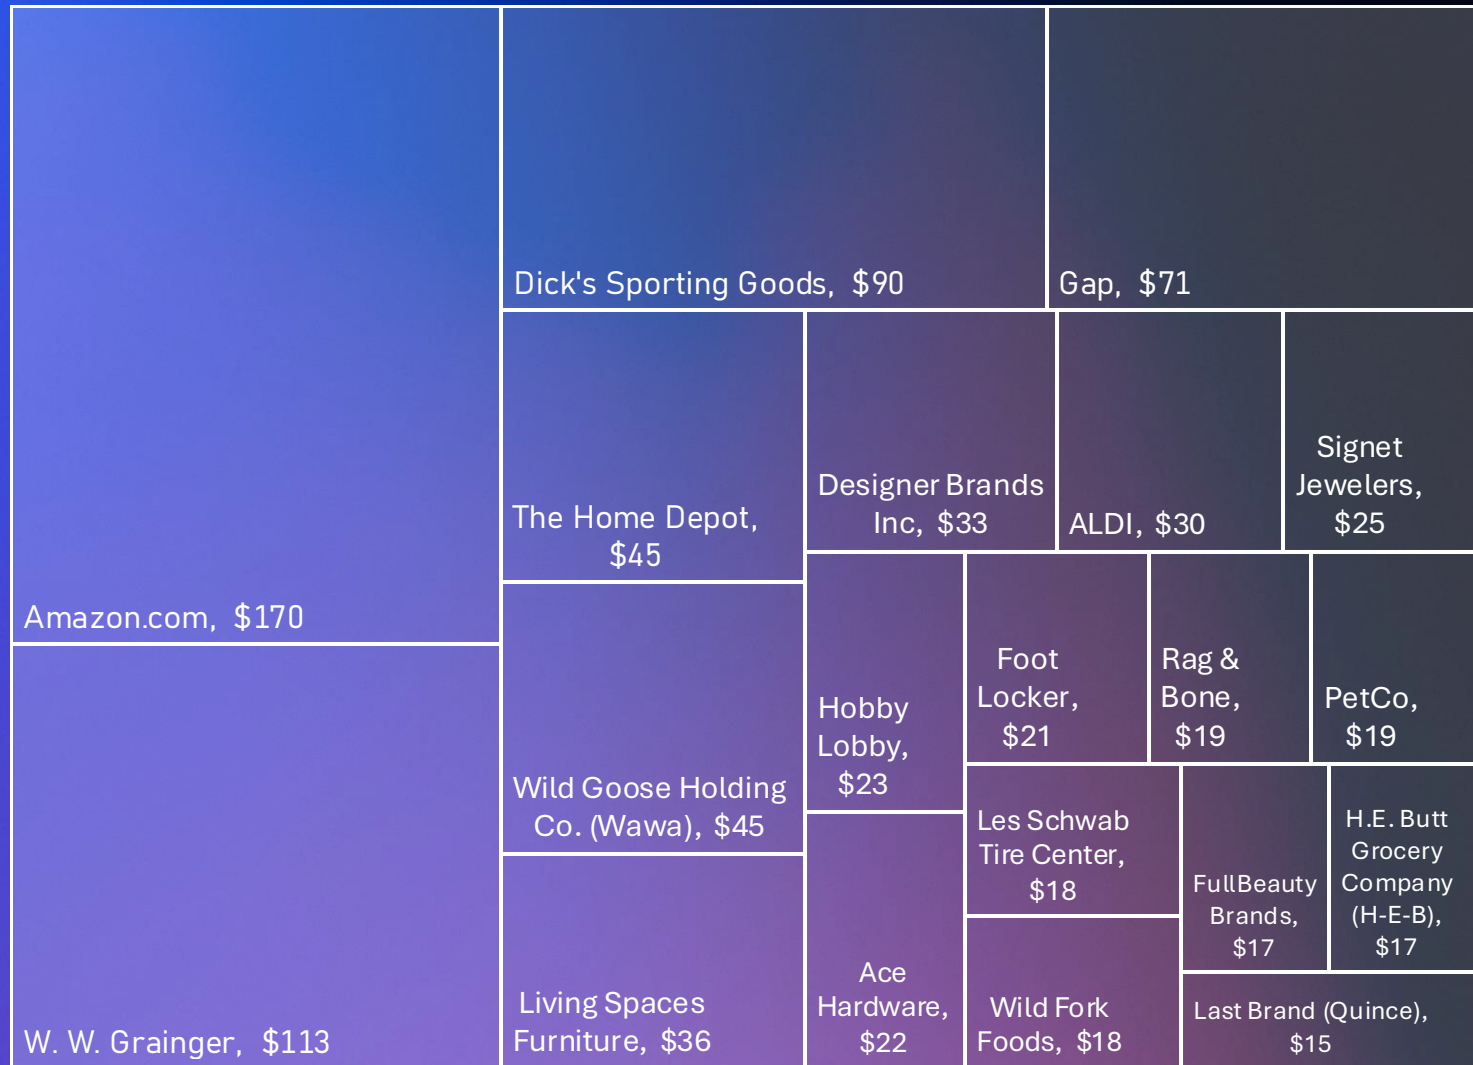 Amazon.com, $170
W. W. Grainger, $113
Dick's Sporting Goods, $90
Gap, $71
The Home Depot,
$45
Wild Goose Holding
Co. (Wawa), $45
Living Spaces
Furniture, $36
Designer Brands
Inc, $33
ALDI, $30
Signet
Jewelers,
$25
Hobby
Lobby,
$23
Ace
Hardware,
$22
Foot
Locker,
$21
Rag &
Bone,
$19
PetCo,
$19
Les Schwab
Tire Center,
$18
Wild Fork
Foods, $18
FullBeauty
Brands,
$17
H.E. Butt
Grocery
Company
(H-E-B),
$17
Last Brand (Quince),
$15